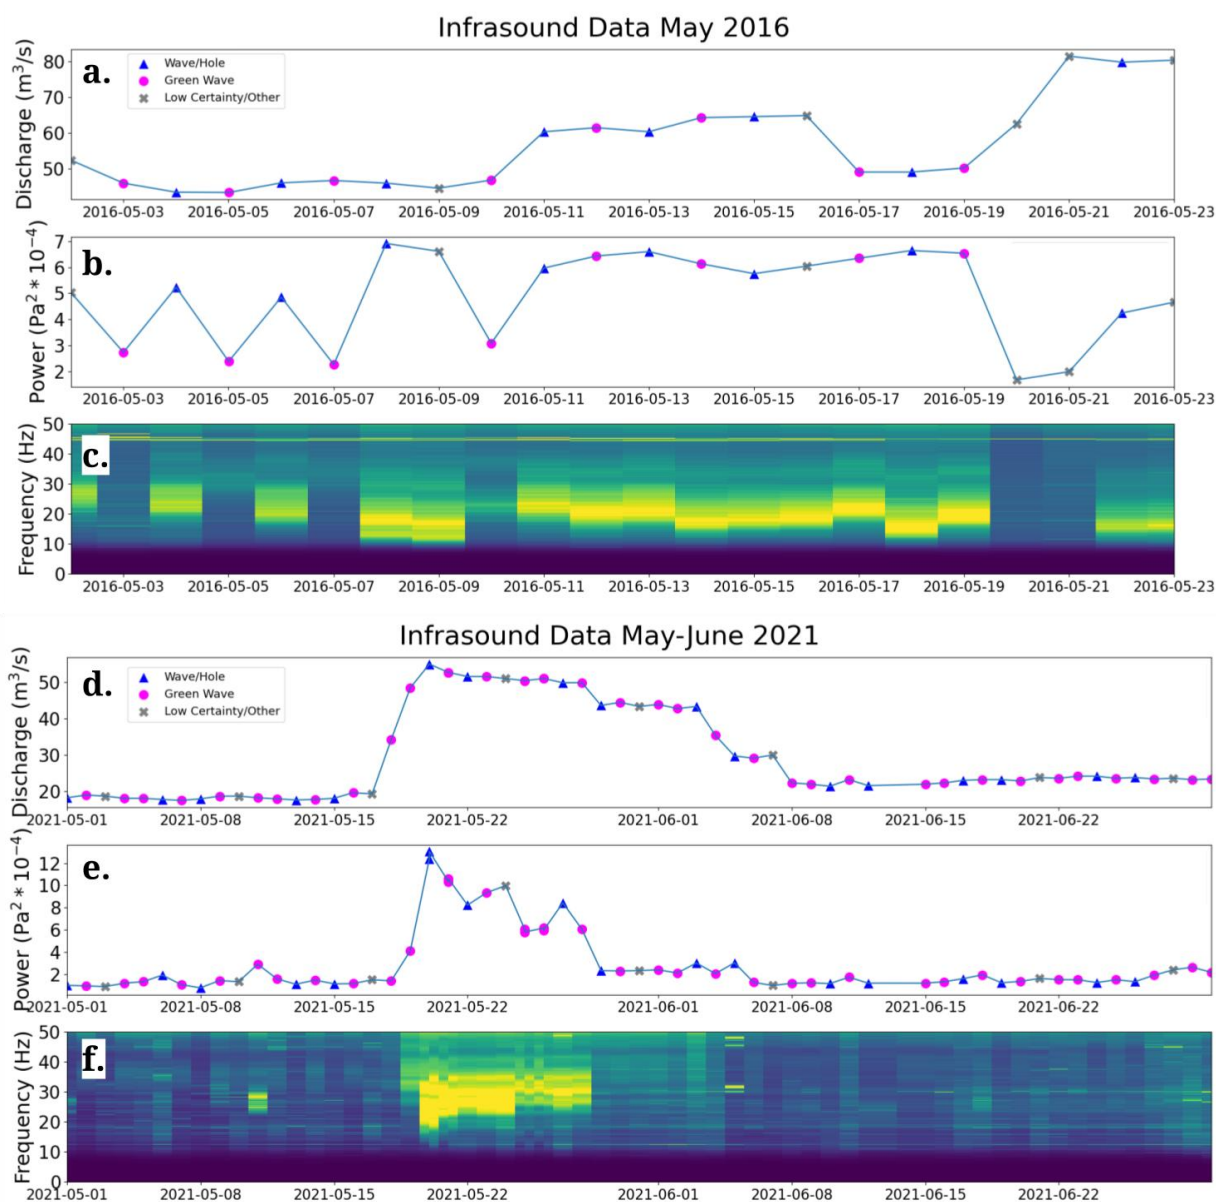 Infrasound Data May 2016
Discharge (m³/s)
80
70
60
50
a.
Wave/Hole
Green Wave
Low Certainty/Other
2016-05-03 2016-05-05 2016-05-07 2016-05-09 2016-05-11 2016-05-13 2016-05-15 2016-05-17 2016-05-19 2016-05-21 2016-05-23
Power (Pa² * 10⁻⁴)
7
6
5
4
3
2
b.
2016-05-03 2016-05-05 2016-05-07 2016-05-09 2016-05-11 2016-05-13 2016-05-15 2016-05-17 2016-05-19 2016-05-21 2016-05-23
Frequency (Hz)
50
40
30
20
10
0
c.
2016-05-03 2016-05-05 2016-05-07 2016-05-09 2016-05-11 2016-05-13 2016-05-15 2016-05-17 2016-05-19 2016-05-21 2016-05-23
Infrasound Data May-June 2021
Discharge (m³/s)
50
40
30
20
d.
Wave/Hole
Green Wave
Low Certainty/Other
2021-05-01 2021-05-08 2021-05-15 2021-05-22 2021-06-01 2021-06-08 2021-06-15 2021-06-22
Power (Pa² * 10⁻⁴)
12
10
8
6
4
2
e.
2021-05-01 2021-05-08 2021-05-15 2021-05-22 2021-06-01 2021-06-08 2021-06-15 2021-06-22
Frequency (Hz)
50
40
30
20
10
0
f.
2021-05-01 2021-05-08 2021-05-15 2021-05-22 2021-06-01 2021-06-08 2021-06-15 2021-06-22